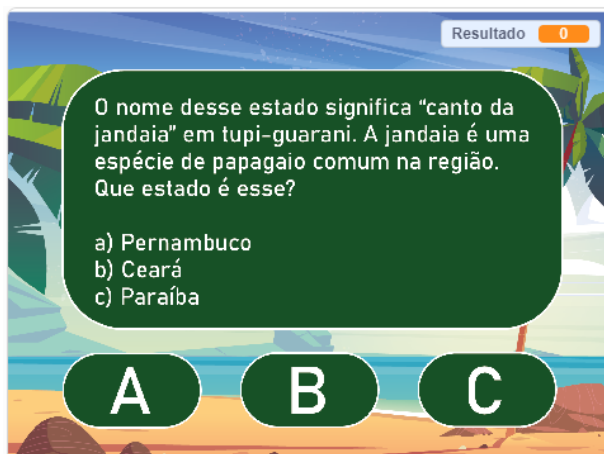 Resultado 0
O nome desse estado significa “canto da
jandaia” em tupi-guarani. A jandaia é uma
espécie de papagaio comum na região.
Que estado é esse?
a) Pernambuco
b) Ceará
c) Paraíba
A B C